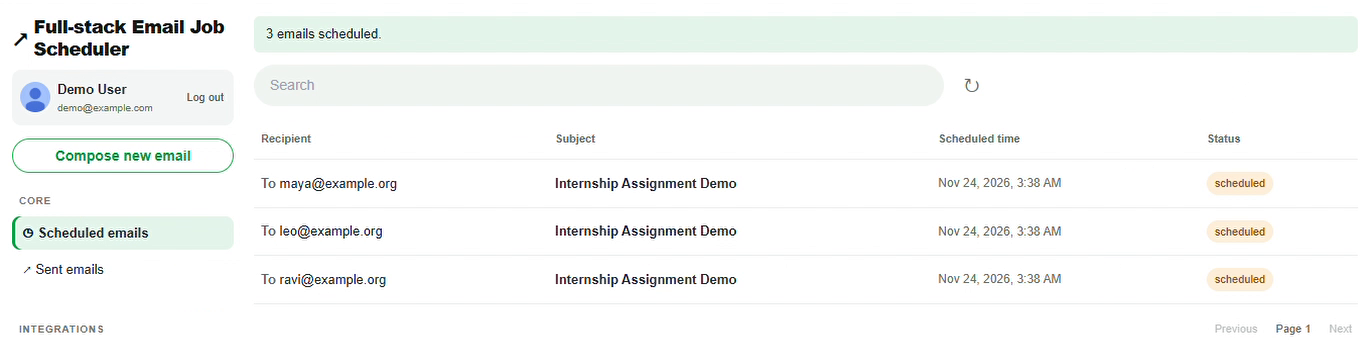 Full-stack Email Job
Scheduler
Demo User
demo@example.com
Log out
Compose new email
CORE
Scheduled emails
Sent emails
INTEGRATIONS
3 emails scheduled.
Search
Recipient Subject Scheduled time Status
To maya@example.org Internship Assignment Demo Nov 24, 2026, 3:38 AM scheduled
To leo@example.org Internship Assignment Demo Nov 24, 2026, 3:38 AM scheduled
To ravi@example.org Internship Assignment Demo Nov 24, 2026, 3:38 AM scheduled
Previous Page 1 Next